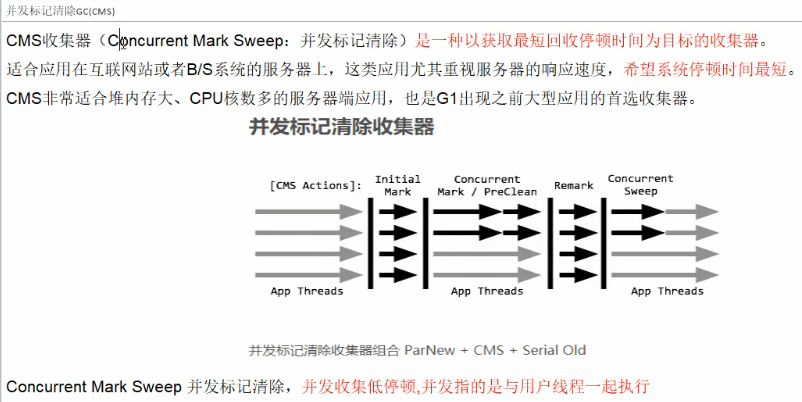 并发标记清除GC(CMS)
CMS收集器（Concurrent Mark Sweep：并发标记清除）是一种以获取最短回收停顿时间为目标的收集器。
适合应用在互联网站或者B/S系统的服务器上，这类应用尤其重视服务器的响应速度，希望系统停顿时间最短。
CMS非常适合堆内存大、CPU核数多的服务器端应用，也是G1出现之前大型应用的首选收集器。
并发标记清除收集器
[CMS Actions]:
Initial
Mark
Concurrent
Mark / PreClean
Remark
Concurrent
Sweep
App Threads
App Threads
App Threads
并发标记清除收集器组合 ParNew + CMS + Serial Old
Concurrent Mark Sweep 并发标记清除，并发收集低停顿,并发指的是与用户线程一起执行